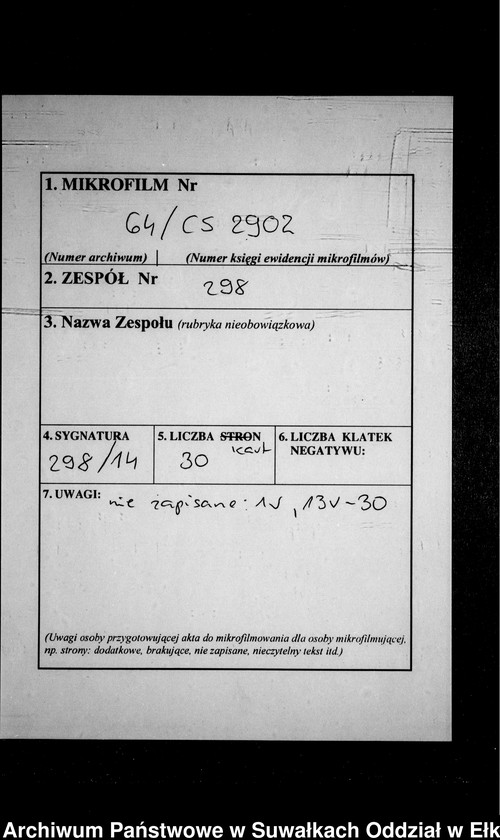 1. MIKROFILM Nr
64/CS 2902
(Numer archiwum) | (Numer księgi ewidencji mikrofilmów)
2. ZESPÓŁ Nr 298
3. Nazwa Zespołu (rubryka nieobowiązkowa)
4. SYGNATURA
298/14
5. LICZBA STRON
kart
30
6. LICZBA KLATEK
NEGATYWU:
7. UWAGI: nie zapisane: 1v, 13v-30
(Uwagi osoby przygotowującej akta do mikrofilmowania dla osoby mikrofilmującej,
np. strony: dodatkowe, brakujące, nie zapisane, nieczytelny tekst itd.)
Archiwum Państwowe w Suwałkach Oddział w Ełk